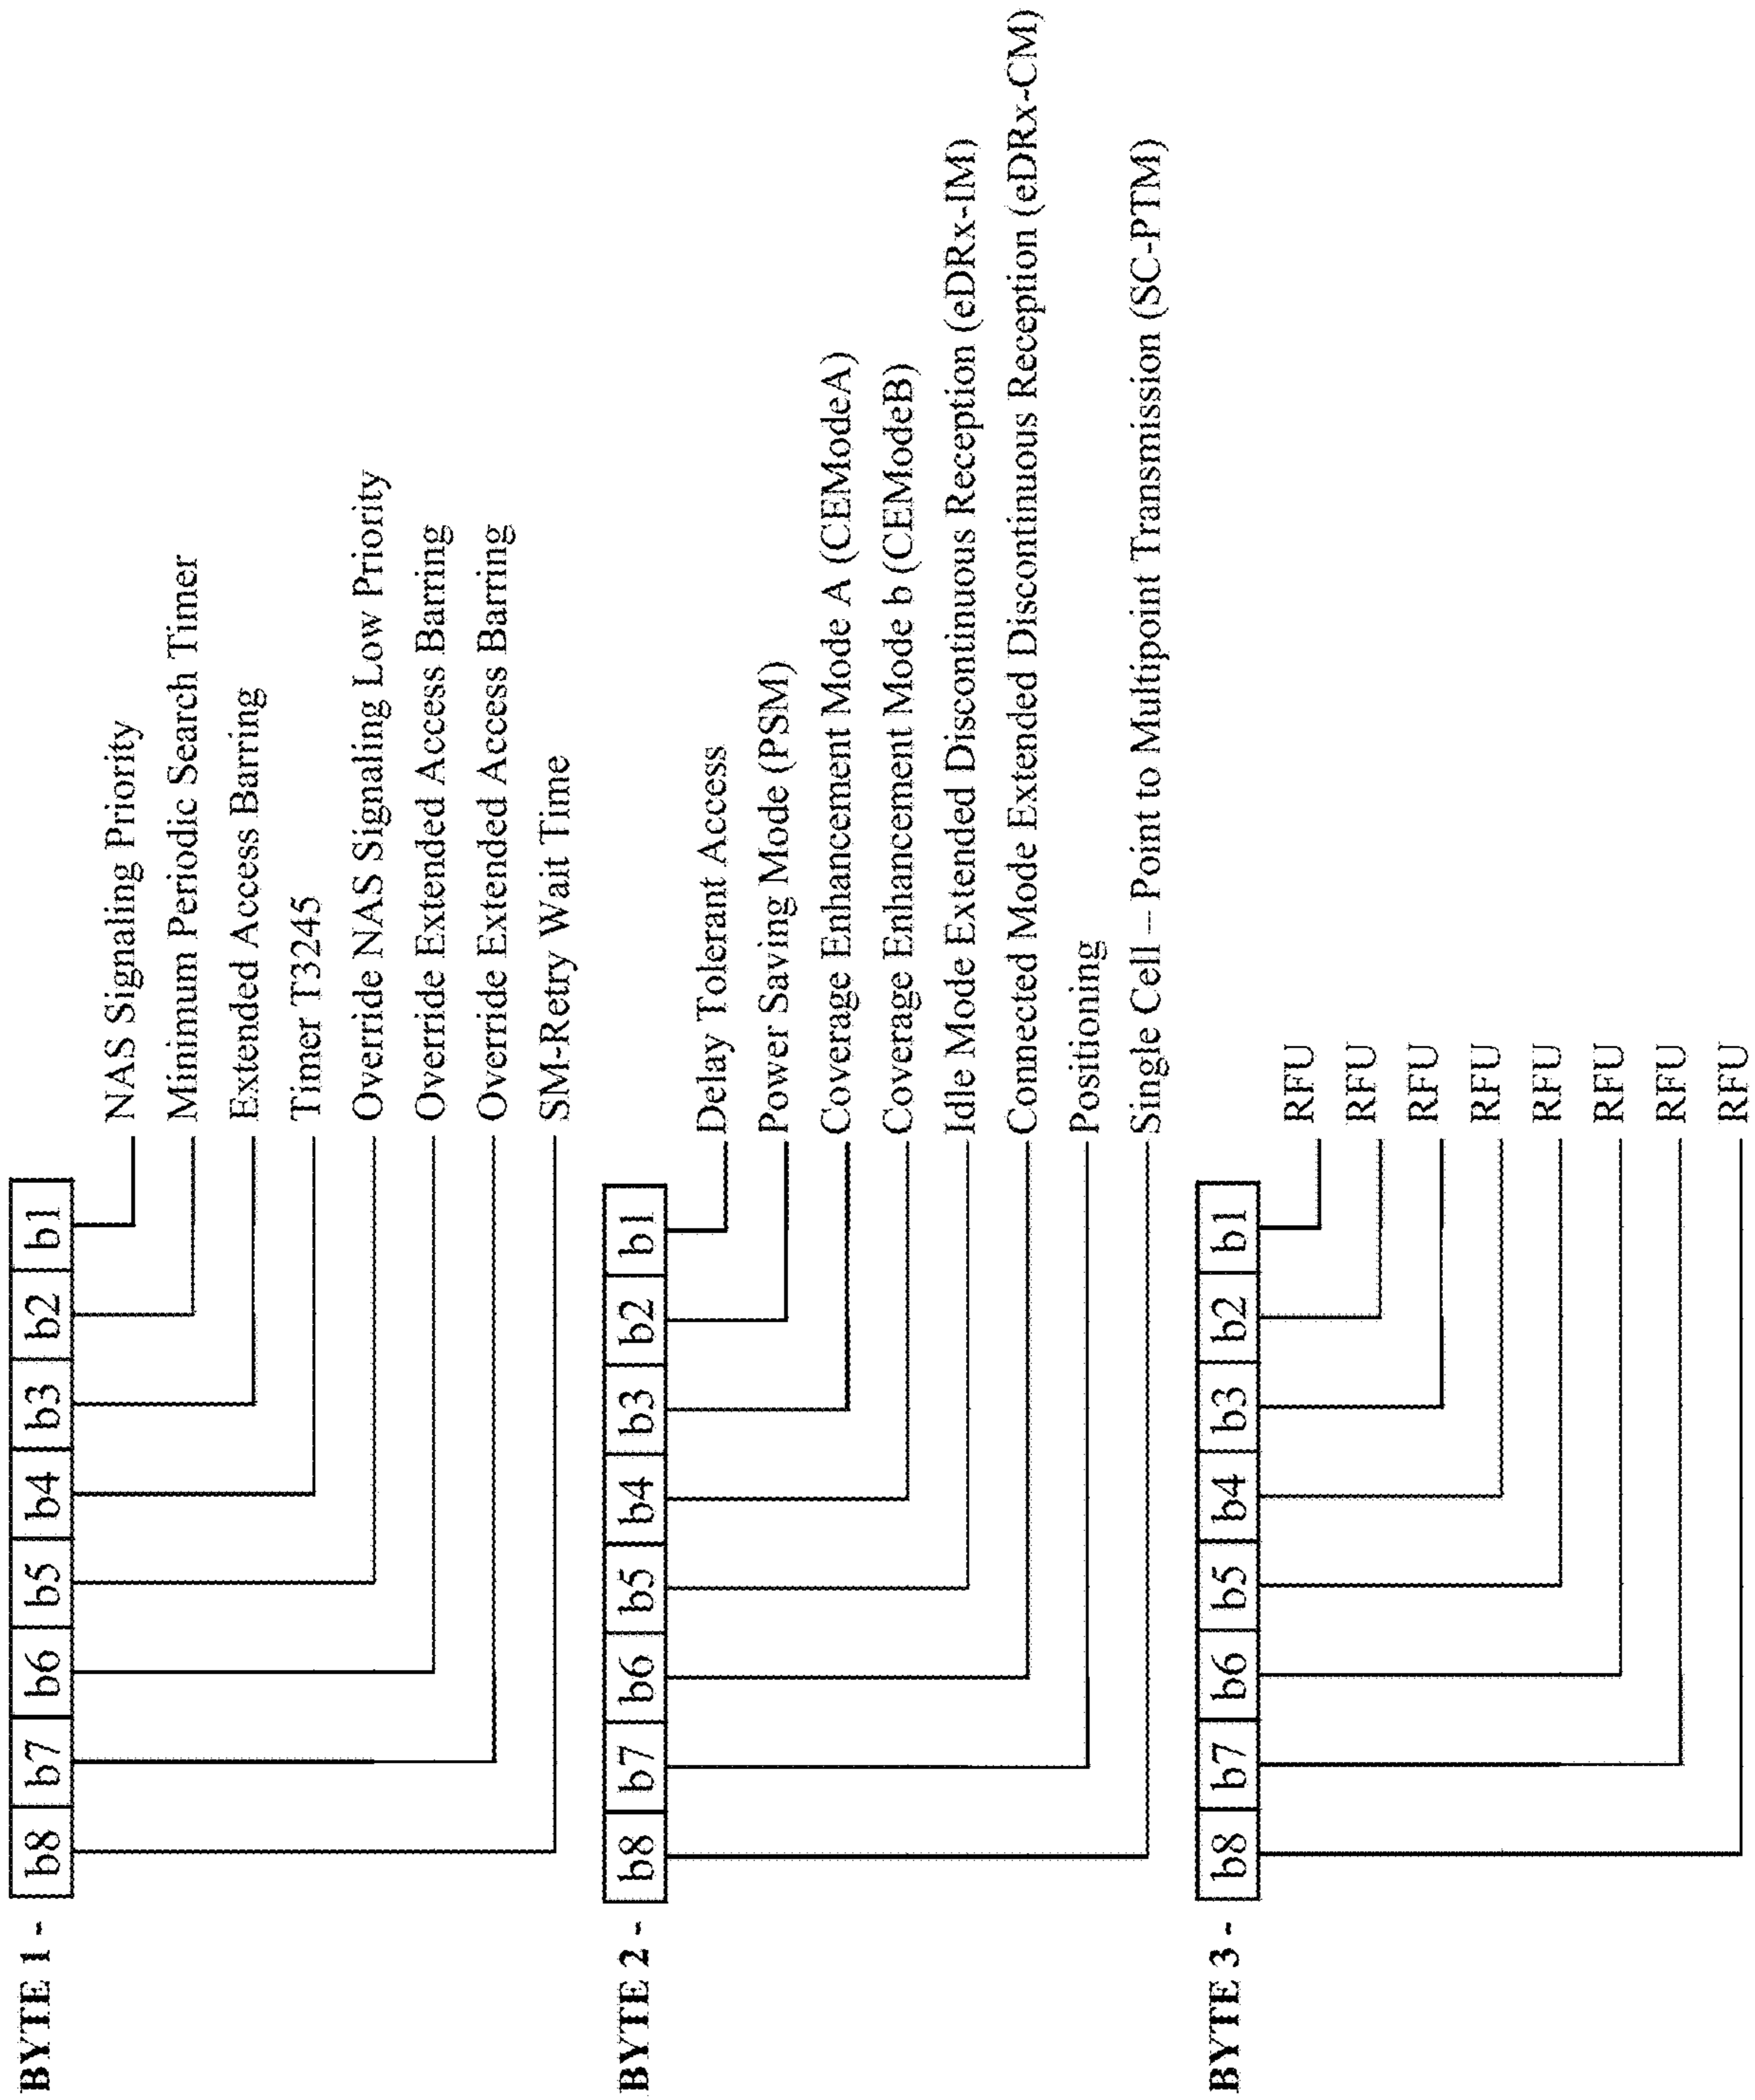 BYTE 1 - b8 b7 b6 b5 b4 b3 b2 b1
NAS Signaling Priority
Minimum Periodic Search Timer
Extended Access Barring
Timer T3245
Override NAS Signaling Low Priority
Override Extended Access Barring
Override Extended Access Barring
SM-Retry Wait Time
BYTE 2 - b8 b7 b6 b5 b4 b3 b2 b1
Delay Tolerant Access
Power Saving Mode (PSM)
Coverage Enhancement Mode A (CEModeA)
Coverage Enhancement Mode b (CEModeB)
Idle Mode Extended Discontinuous Reception (eDRx-IM)
Connected Mode Extended Discontinuous Reception (eDRx-CM)
Positioning
Single Cell – Point to Multipoint Transmission (SC-PTM)
BYTE 3 - b8 b7 b6 b5 b4 b3 b2 b1
RFU
RFU
RFU
RFU
RFU
RFU
RFU
RFU